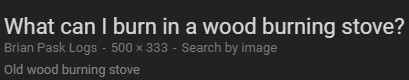 What can I burn in a wood burning stove?
Brian Pask Logs - 500 × 333 - Search by image
Old wood burning stove